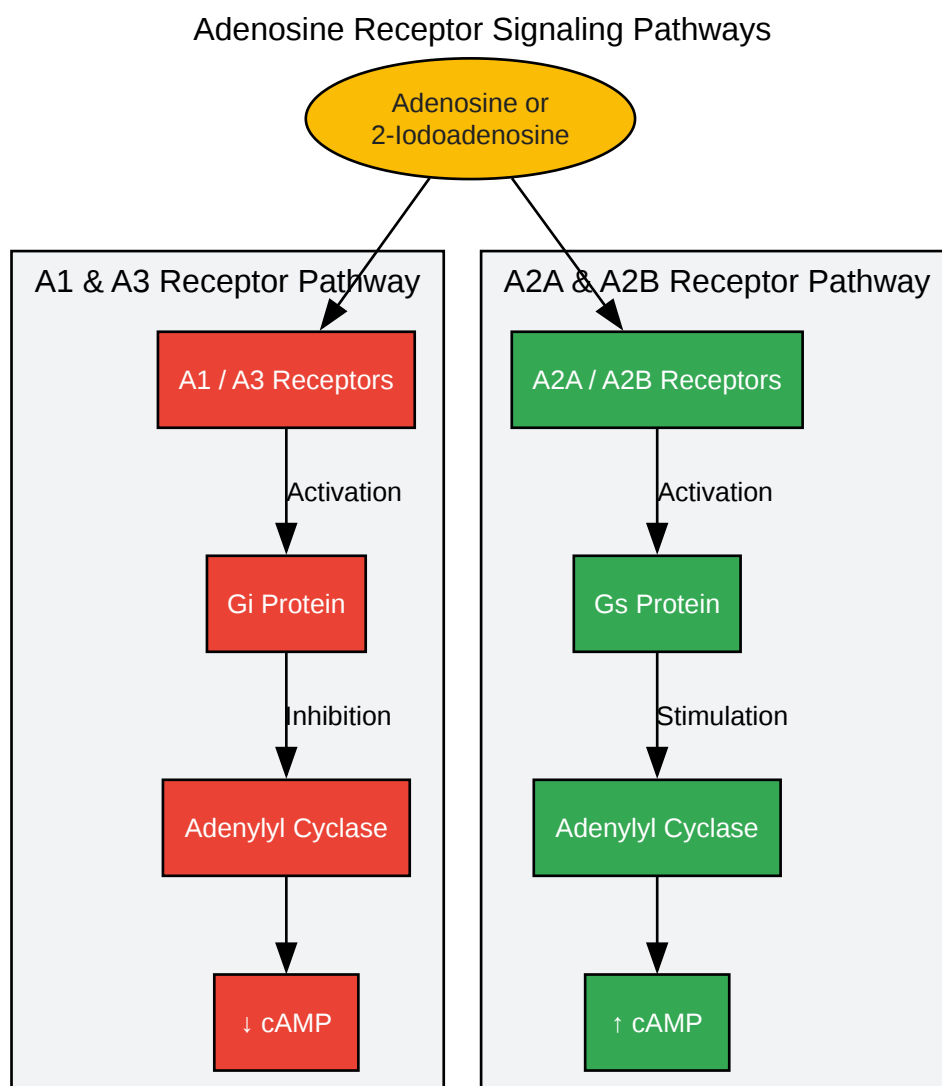 Adenosine Receptor Signaling Pathways
Adenosine or
2-Iodoadenosine
A1 & A3 Receptor Pathway
A1 / A3 Receptors
Activation
Gi Protein
Inhibition
Adenylyl Cyclase
↓ cAMP
A2A & A2B Receptor Pathway
A2A / A2B Receptors
Activation
Gs Protein
Stimulation
Adenylyl Cyclase
↑ cAMP